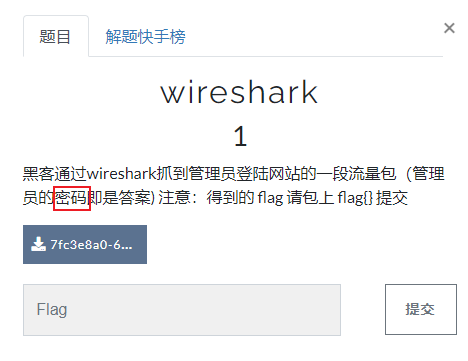 题目 解题快手榜
×
wireshark
1
黑客通过wireshark抓到管理员登陆网站的一段流量包（管理
员的密码即是答案) 注意：得到的 flag 请包上 flag{} 提交
7fc3e8a0-6...
Flag 提交